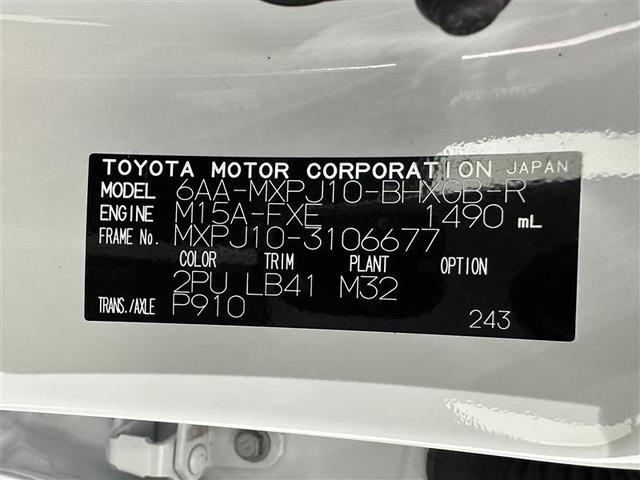 TOYOTA MOTOR CORPORATION JAPAN
MODEL 6AA-MXPJ10-BHXGB-R
ENGINE M15A-FXE 1490 mL
FRAME No. MXPJ10-3106677
COLOR TRIM PLANT OPTION
2PU LB41 M32
TRANS./AXLE P910 243